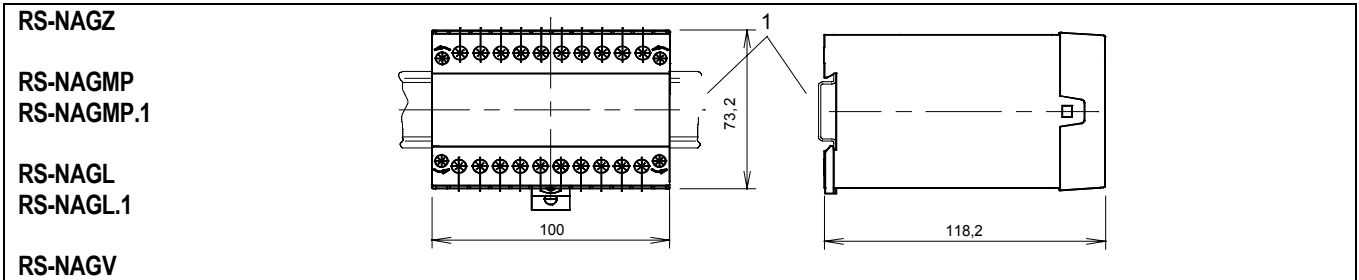 RS-NAGZ
RS-NAGMP
RS-NAGMP.1
RS-NAGL
RS-NAGL.1
RS-NAGV
1
73,2
100
118,2